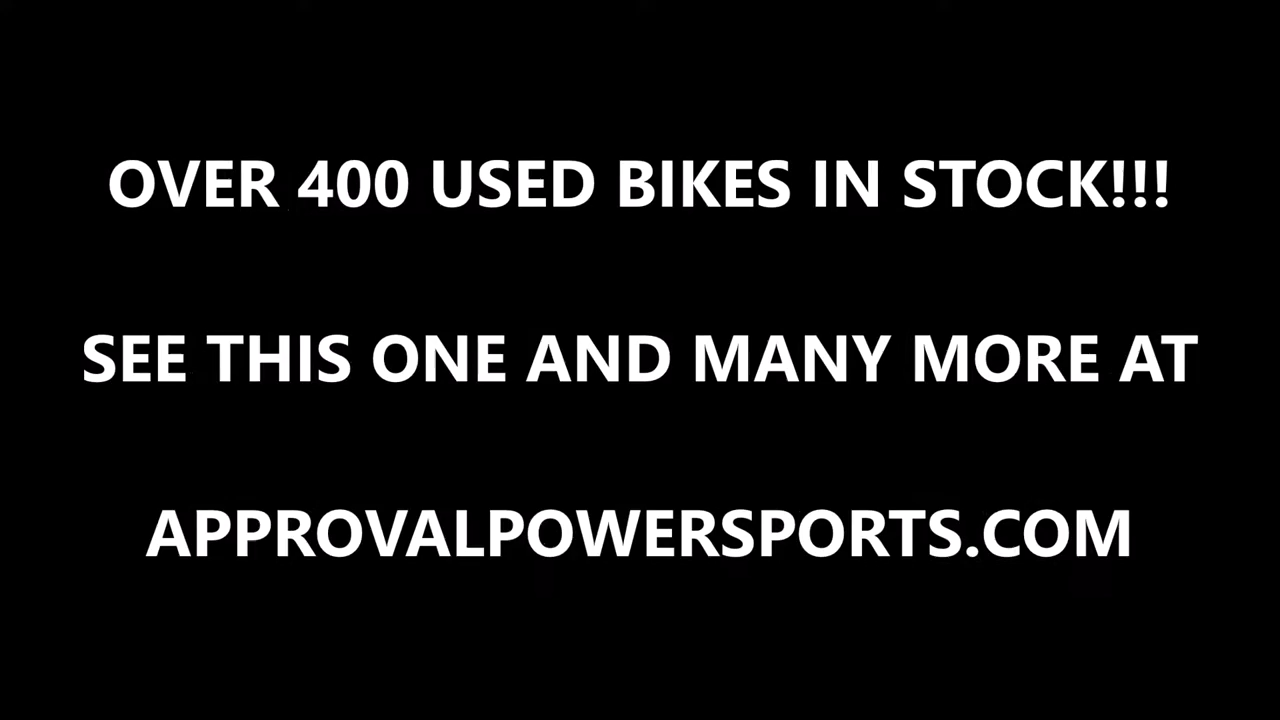 OVER 400 USED BIKES IN STOCK!!!
SEE THIS ONE AND MANY MORE AT
APPROVALPOWERSPORTS.COM